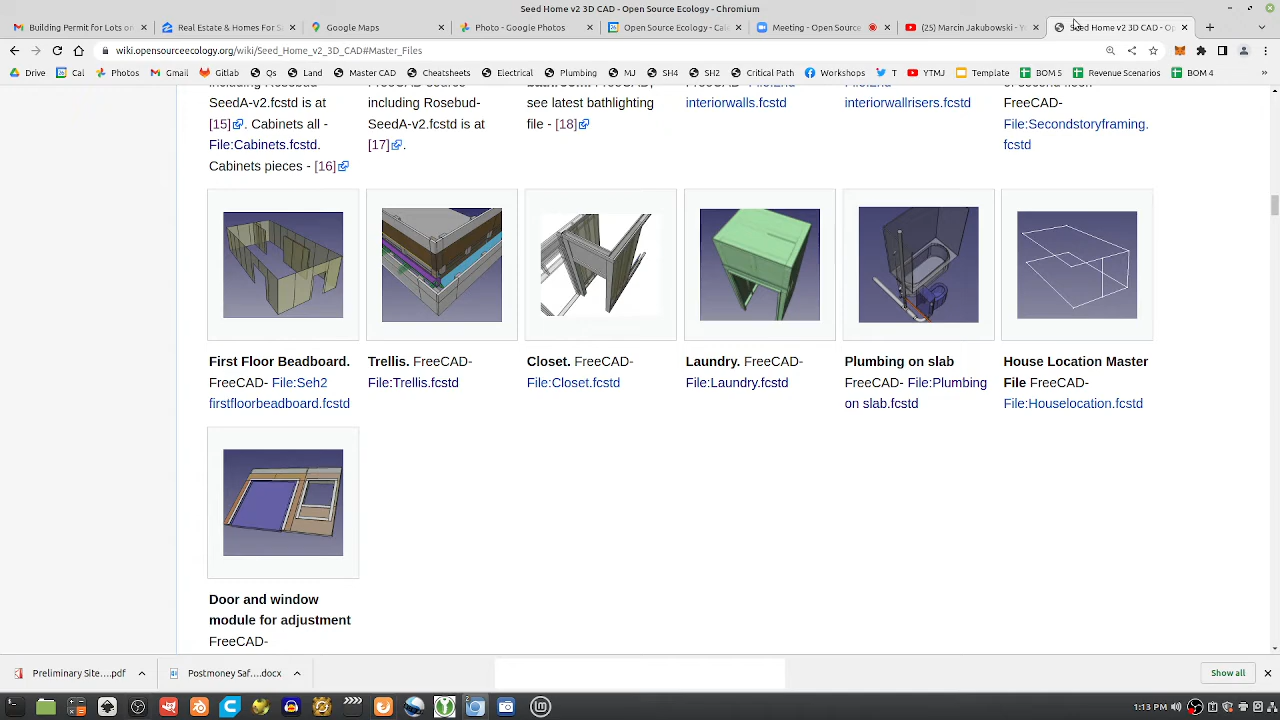 Seed Home v2 3D CAD - Open Source Ecology - Chromium
Building Permit for Lots on
Real Estate & Homes For S
Google Maps
Photo - Google Photos
Open Source Ecology - Cal
Meeting - Open Source
(25) Marcin Jakubowski - Y
Seed Home v2 3D CAD - Op
wiki.opensourceecology.org/wiki/Seed_Home_v2_3D_CAD#Master_Files
Drive Cal Photos Gmail Gitlab Qs Land Master CAD Cheatsheets Electrical Plumbing MJ SH4 SH2 Critical Path Workshops T YTMJ Template BOM 5 Revenue Scenarios BOM 4 »
including Rosebud-
SeedA-v2.fcstd is at
[15]. Cabinets all -
File:Cabinets.fcstd.
Cabinets pieces - [16]
including Rosebud-
SeedA-v2.fcstd is at
[17].
see latest bathlighting
file - [18]
interiorwalls.fcstd
interiorwallrisers.fcstd
FreeCAD-
File:Secondstoryframing.
fcstd
First Floor Beadboard.
FreeCAD- File:Seh2
firstfloorbeadboard.fcstd
Trellis. FreeCAD-
File:Trellis.fcstd
Closet. FreeCAD-
File:Closet.fcstd
Laundry. FreeCAD-
File:Laundry.fcstd
Plumbing on slab
FreeCAD- File:Plumbing
on slab.fcstd
House Location Master
File FreeCAD-
File:Houselocation.fcstd
Door and window
module for adjustment
FreeCAD-
Preliminary Site....pdf
Postmoney Saf....docx
Show all
1:13 PM